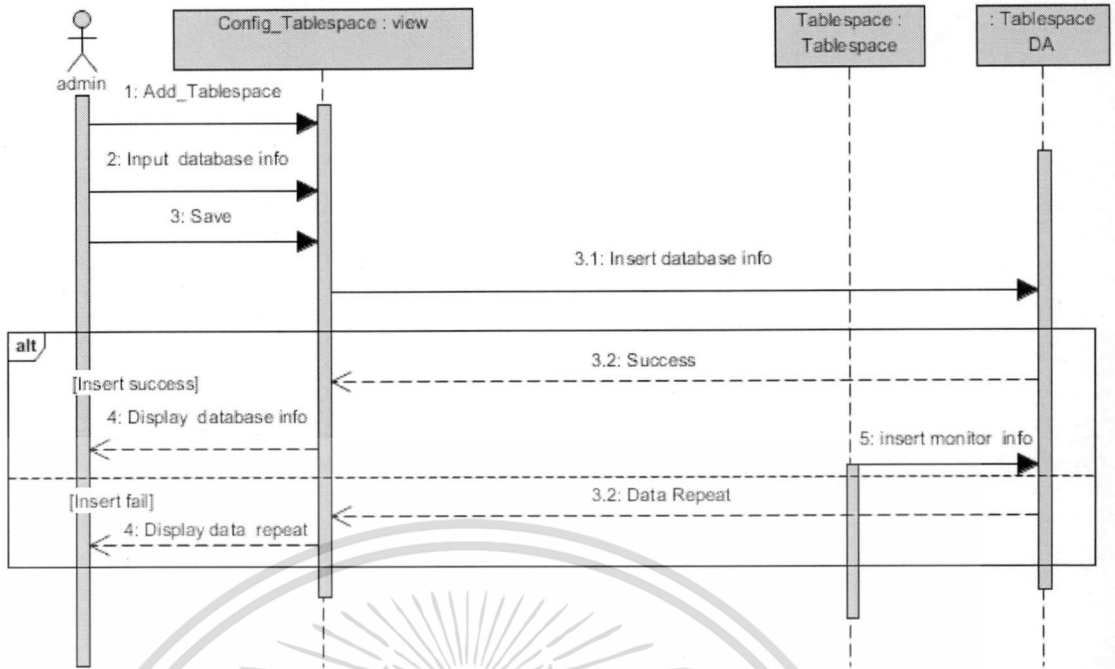 Config_Tablespace : view
Tablespace :
Tablespace
: Tablespace
DA
admin
1: Add_Tablespace
2: Input database info
3: Save
3.1: Insert database info
alt
3.2: Success
[Insert success]
4: Display database info
5: insert monitor info
3.2: Data Repeat
[Insert fail]
4: Display data repeat